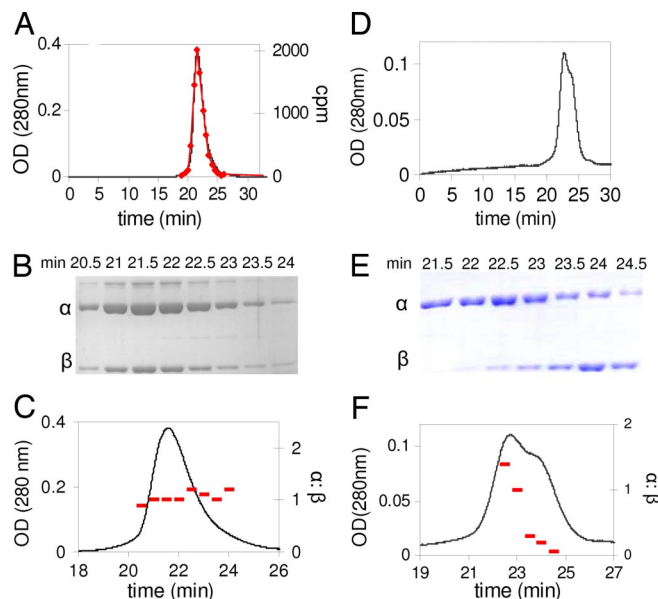 A
OD (280nm)
0.4
0.2
0
2000
1000
0
cpm
0 5 10 15 20 25 30
time (min)
D
OD (280nm)
0.1
0.05
0
0 5 10 15 20 25 30
time (min)
B
min 20.5 21 21.5 22 22.5 23 23.5 24
α
β
E
min 21.5 22 22.5 23 23.5 24 24.5
α
β
C
OD (280 nm)
0.4
0.2
0
2
1
0
α: β
18 20 22 24 26
time (min)
F
OD(280nm)
0.1
0.05
0
2
1
0
α: β
19 21 23 25 27
time (min)